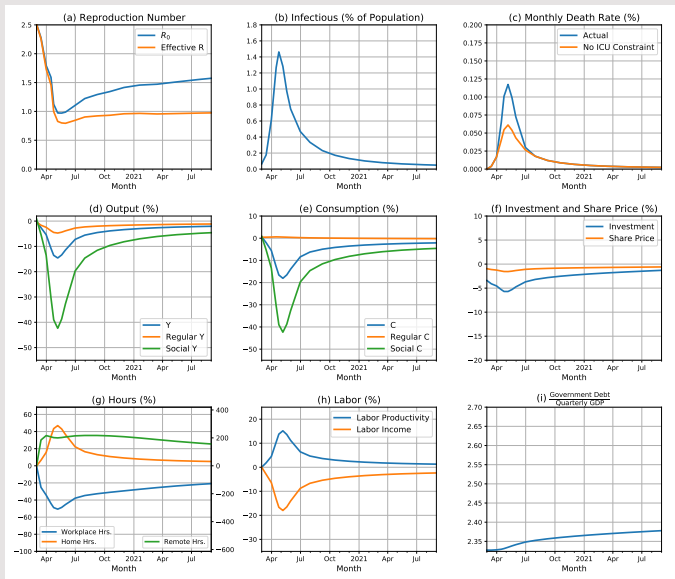 (a) Reproduction Number
2.5
2.0
1.5
1.0
0.5
0.0
R0
Effective R
Apr Jul Oct 2021 Apr Jul
Month
(b) Infectious (% of Population)
1.8
1.6
1.4
1.2
1.0
0.8
0.6
0.4
0.2
0.0
Apr Jul Oct 2021 Apr Jul
Month
(c) Monthly Death Rate (%)
0.200
0.175
0.150
0.125
0.100
0.075
0.050
0.025
0.000
Actual
No ICU Constraint
Apr Jul Oct 2021 Apr Jul
Month
(d) Output (%)
0
−10
−20
−30
−40
−50
Y
Regular Y
Social Y
Apr Jul Oct 2021 Apr Jul
Month
(e) Consumption (%)
10
0
−10
−20
−30
−40
−50
C
Regular C
Social C
Apr Jul Oct 2021 Apr Jul
Month
(f) Investment and Share Price (%)
10
5
0
−5
−10
−15
−20
Investment
Share Price
Apr Jul Oct 2021 Apr Jul
Month
(g) Hours (%)
60
40
20
0
−20
−40
−60
−80
−100
400
200
0
−200
−400
−600
Workplace Hrs.
Home Hrs.
Remote Hrs.
Apr Jul Oct 2021 Apr Jul
Month
(h) Labor (%)
20
10
0
−10
−20
−30
Labor Productivity
Labor Income
Apr Jul Oct 2021 Apr Jul
Month
(i) Government Debt
Quarterly GDP
2.70
2.65
2.60
2.55
2.50
2.45
2.40
2.35
Apr Jul Oct 2021 Apr Jul
Month